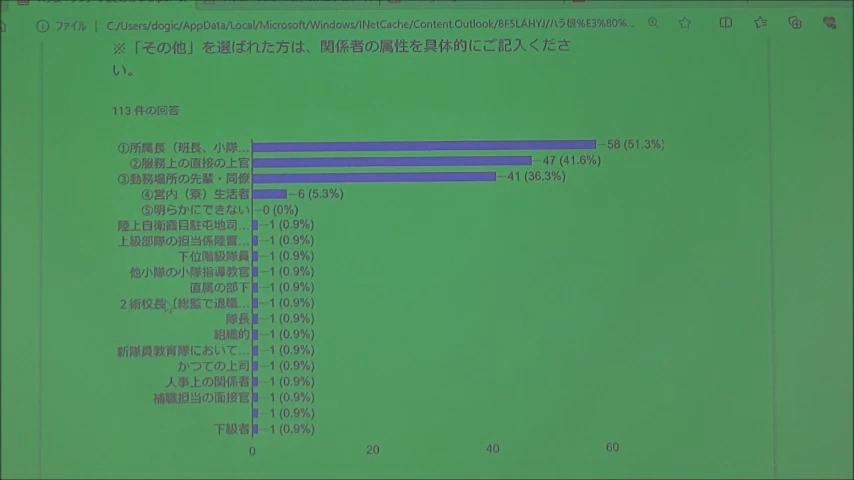 ファイル | C:/Users/dogic/AppData/Local/Microsoft/Windows/INetCache/Content.Outlook/8F5LAHYJ/ハラ根%E3%80%...
※「その他」を選ばれた方は、関係者の属性を具体的にご記入くださ
い。
113 件の回答
①所属長（班長、小隊... 58 (51.3%)
②服務上の直接の上官 47 (41.6%)
③勤務場所の先輩・同僚 41 (36.3%)
④営内（寮）生活者 6 (5.3%)
⑤明らかにできない 0 (0%)
陸上自衛霞目駐屯地司... 1 (0.9%)
上級部隊の担当係陸曹... 1 (0.9%)
下位階級隊員 1 (0.9%)
他小隊の小隊指導教官 1 (0.9%)
直属の部下 1 (0.9%)
２術校長（総監で退職... 1 (0.9%)
隊長 1 (0.9%)
組織的 1 (0.9%)
新隊員教育隊において... 1 (0.9%)
かつての上司 1 (0.9%)
人事上の関係者 1 (0.9%)
補職担当の面接官 1 (0.9%)
1 (0.9%)
下級者 1 (0.9%)
0 20 40 60